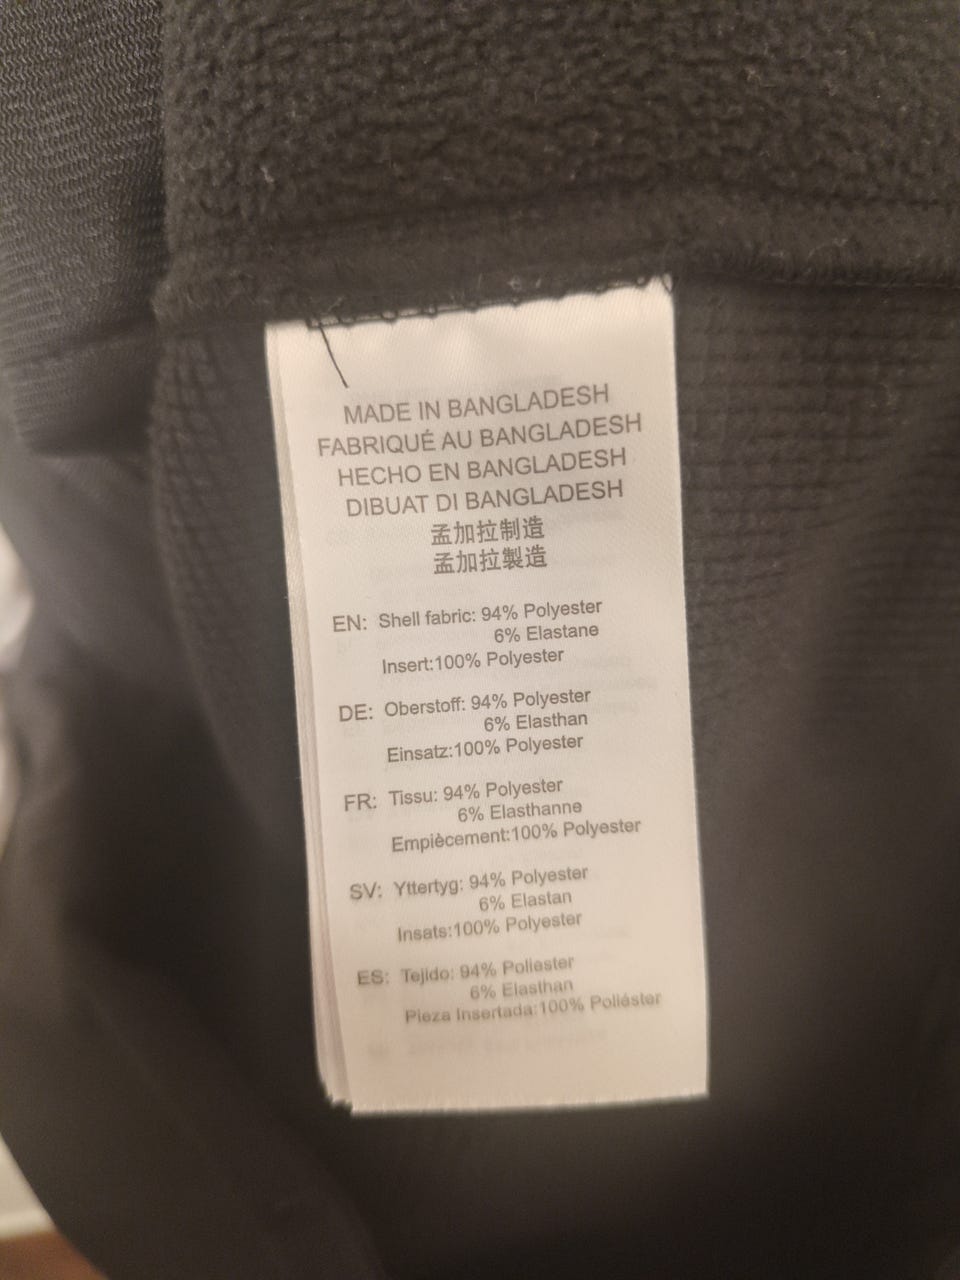 MADE IN BANGLADESH
FABRIQUÉ AU BANGLADESH
HECHO EN BANGLADESH
DIBUAT DI BANGLADESH
孟加拉制造
孟加拉製造
EN: Shell fabric: 94% Polyester
6% Elastane
Insert:100% Polyester
DE: Oberstoff: 94% Polyester
6% Elasthan
Einsatz:100% Polyester
FR: Tissu: 94% Polyester
6% Elasthanne
Empiècement:100% Polyester
SV: Yttertyg: 94% Polyester
6% Elastan
Insats:100% Polyester
ES: Tejido: 94% Poliester
6% Elasthan
Pieza Insertada:100% Poliéster